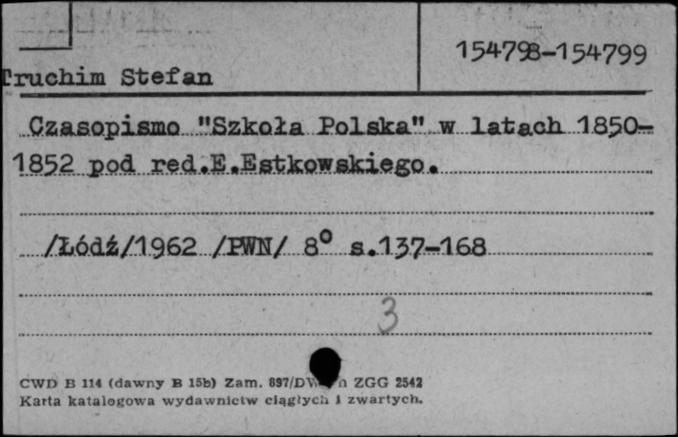 154798-154799
Truchim Stefan
Czasopismo "Szkoła Polska" w latach 1850-
1852 pod red.E.Estkowskiego.
/Łódź/1962 /PWN/ 8° s.137-168
3
CWD B 114 (dawny B 15b) Zam. 897/ ZGG 2542
Karta katalogowa wydawnictw ciągłych i zwartych.